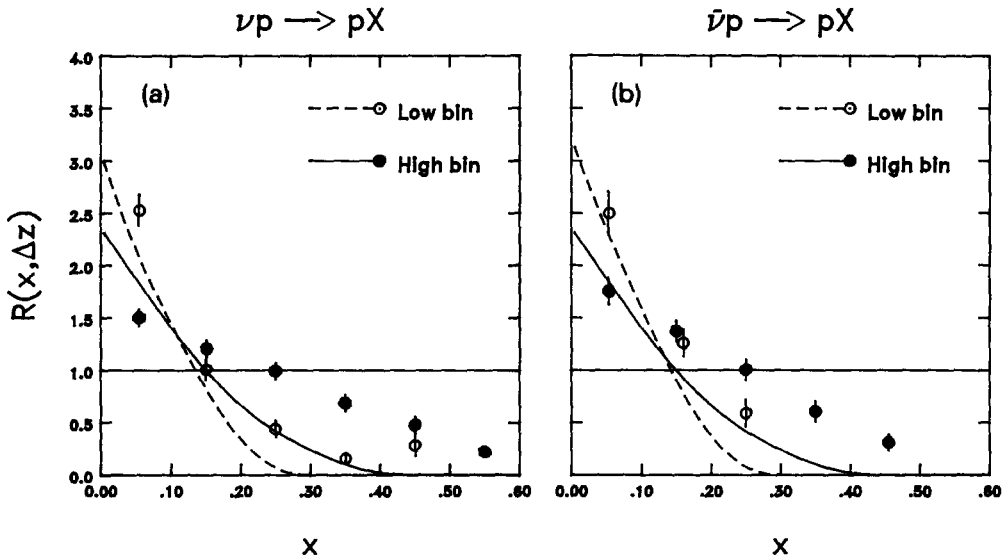 νp → pX
ν̄p → pX
R(x,Δz)
4.0
3.5
3.0
2.5
2.0
1.5
1.0
0.5
0.0
(a)
Low bin
High bin
0.00 .10 .20 .30 .40 .50 .60
x
(b)
Low bin
High bin
0.00 .10 .20 .30 .40 .50 .60
x